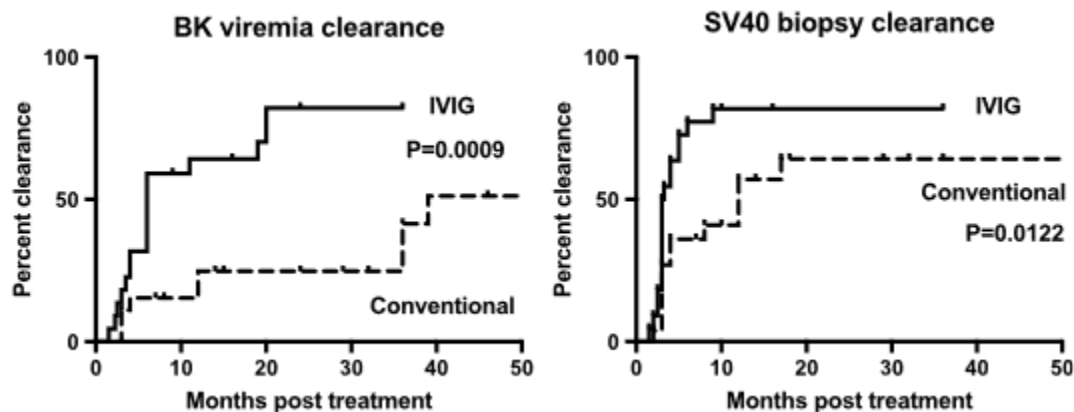 BK viremia clearance
100
50
0
Percent clearance
IVIG
P=0.0009
Conventional
0 10 20 30 40 50
Months post treatment
SV40 biopsy clearance
100
50
0
Percent clearance
IVIG
Conventional
P=0.0122
0 10 20 30 40 50
Months post treatment